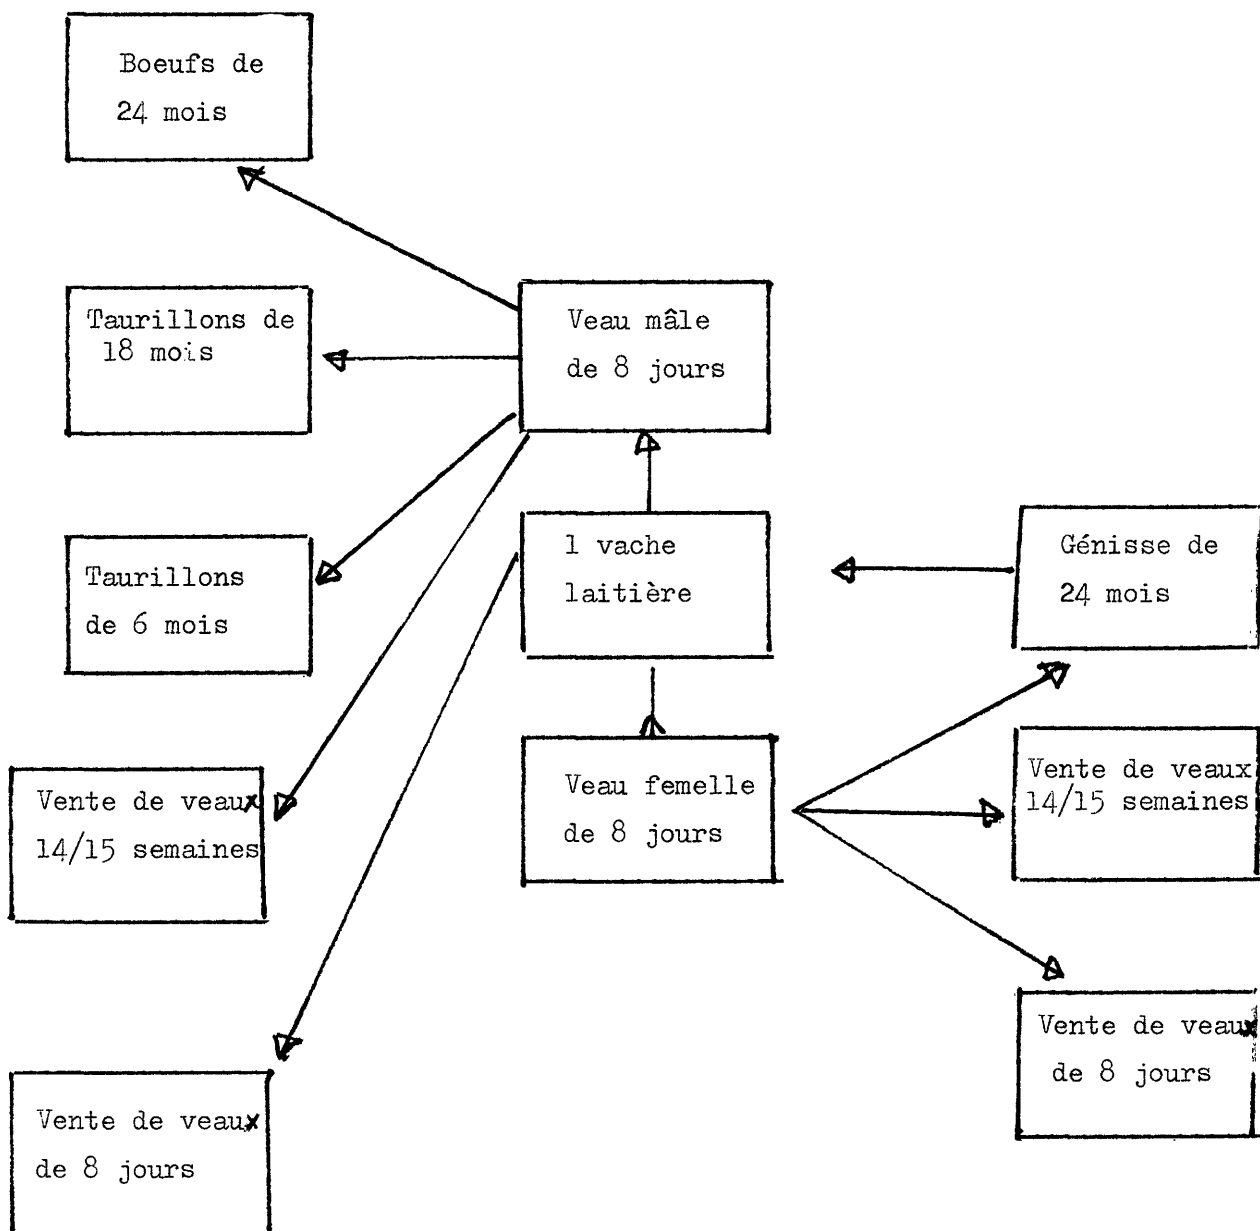 Boeufs de
24 mois
Taurillons de
18 mois
Veau mâle
de 8 jours
Taurillons
de 6 mois
1 vache
laitière
Génisse de
24 mois
Vente de veaux
14/15 semaines
Veau femelle
de 8 jours
Vente de veaux
14/15 semaines
Vente de veaux
de 8 jours
Vente de veaux
de 8 jours